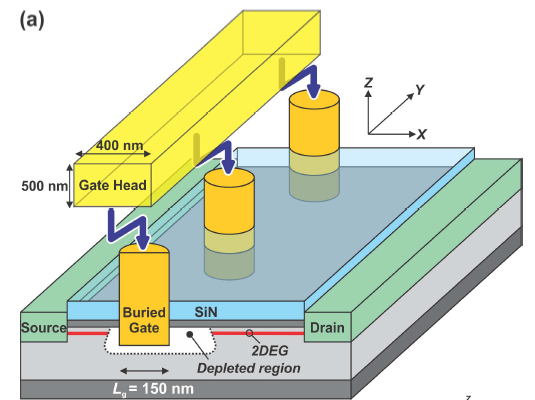 (a)
Z
Y
X
400 nm
500 nm
Gate Head
SiN
Buried
Gate
Source
Drain
2DEG
Depleted region
Lg = 150 nm
z